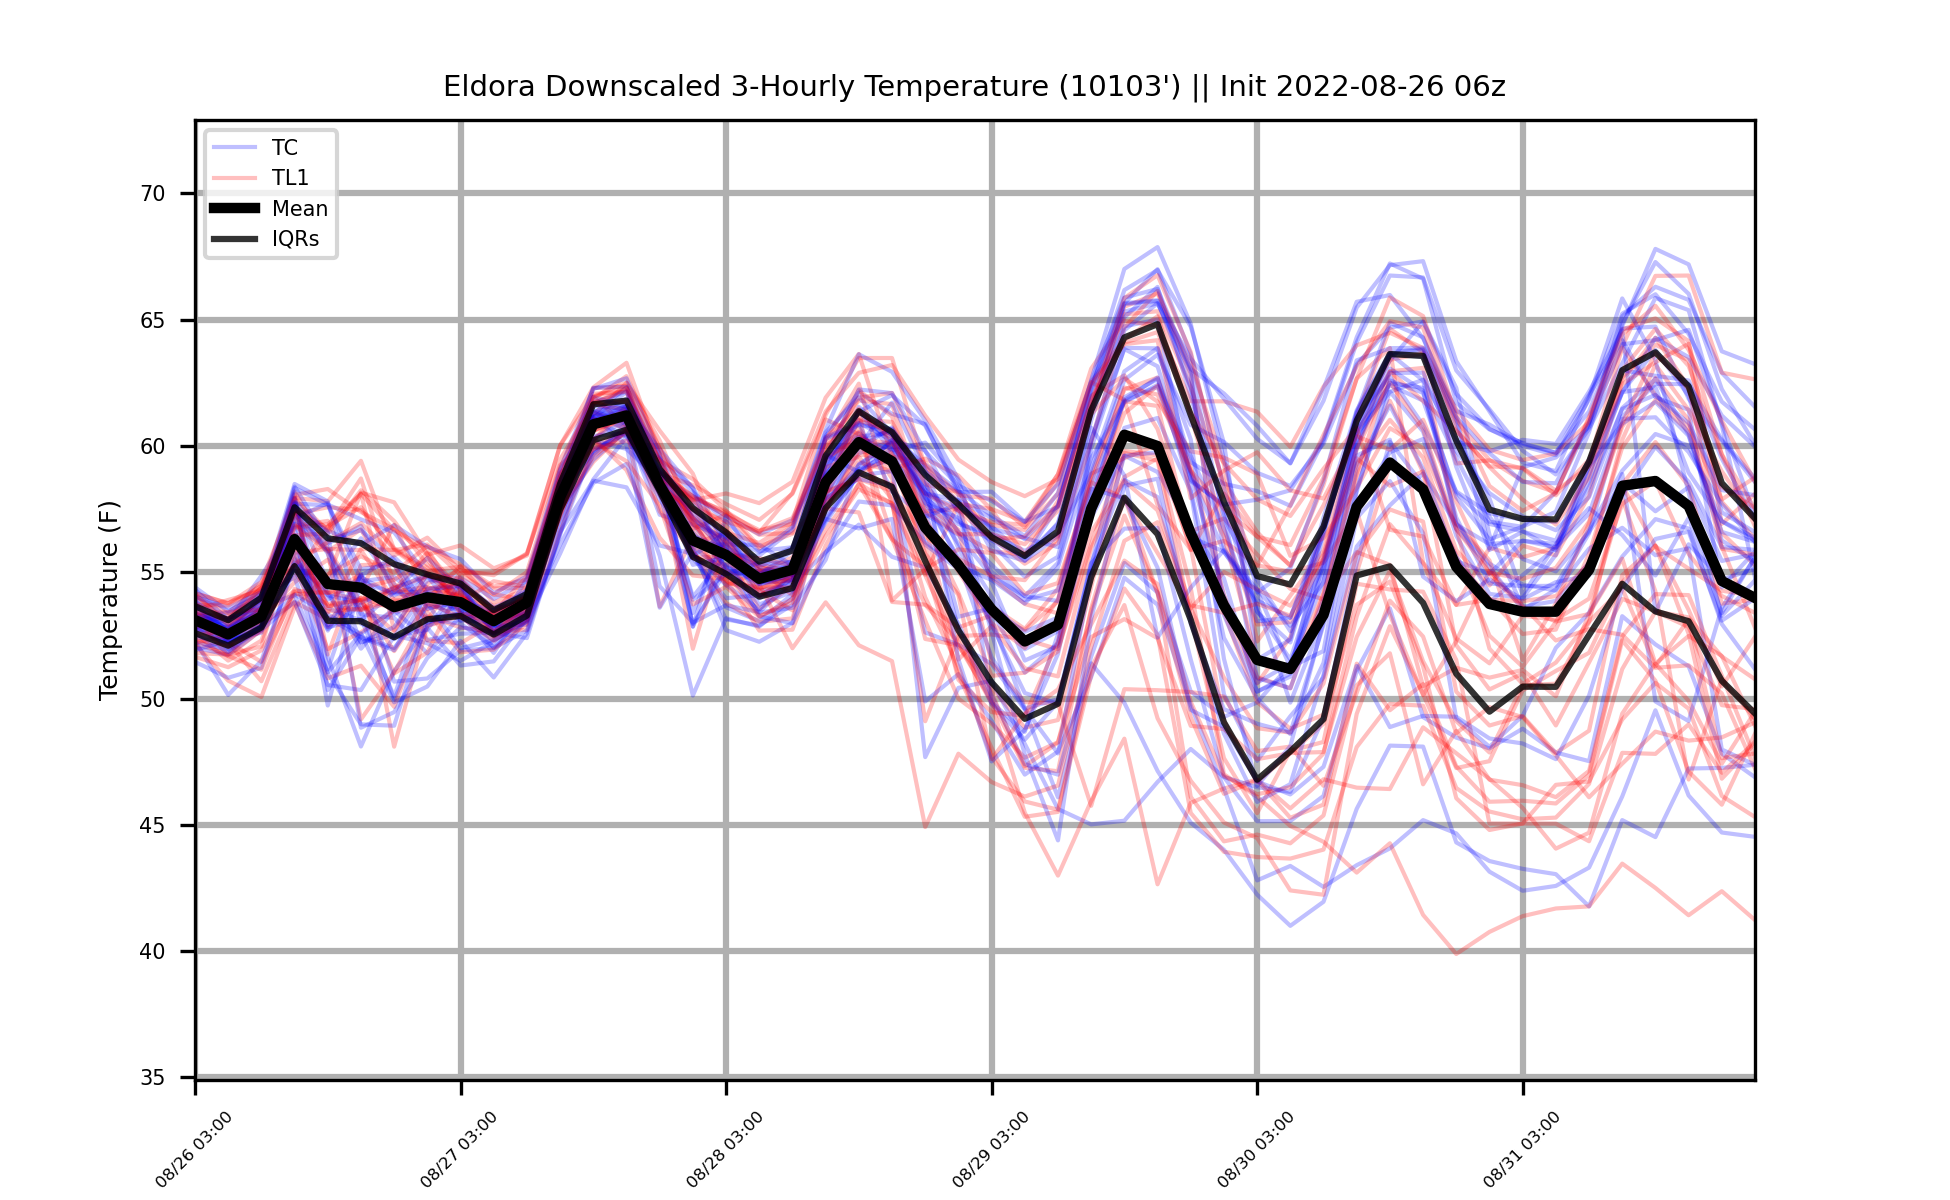 Eldora Downscaled 3-Hourly Temperature (10103') || Init 2022-08-26 06z
TC
TL1
Mean
IQRs
Temperature (F)
70
65
60
55
50
45
40
35
08/26 03:00
08/27 03:00
08/28 03:00
08/29 03:00
08/30 03:00
08/31 03:00